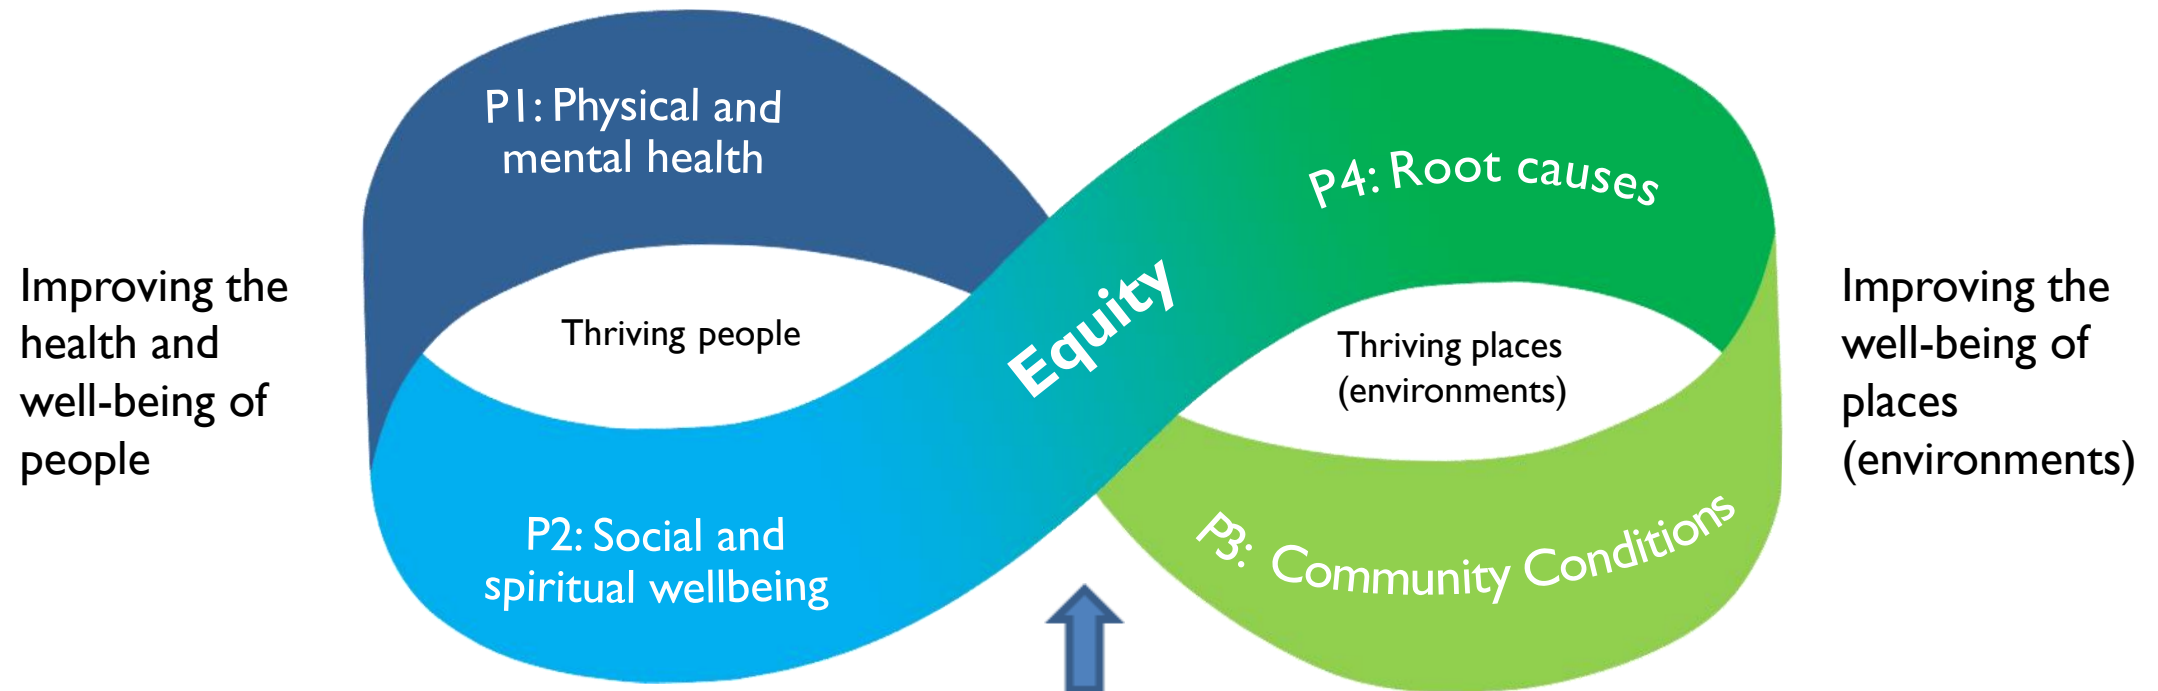 P1: Physical and
mental health
P4: Root causes
Improving the
health and
well-being of
people
Thriving people
Equity
Thriving places
(environments)
Improving the
well-being of
places
(environments)
P2: Social and
spiritual wellbeing
P3: Community Conditions